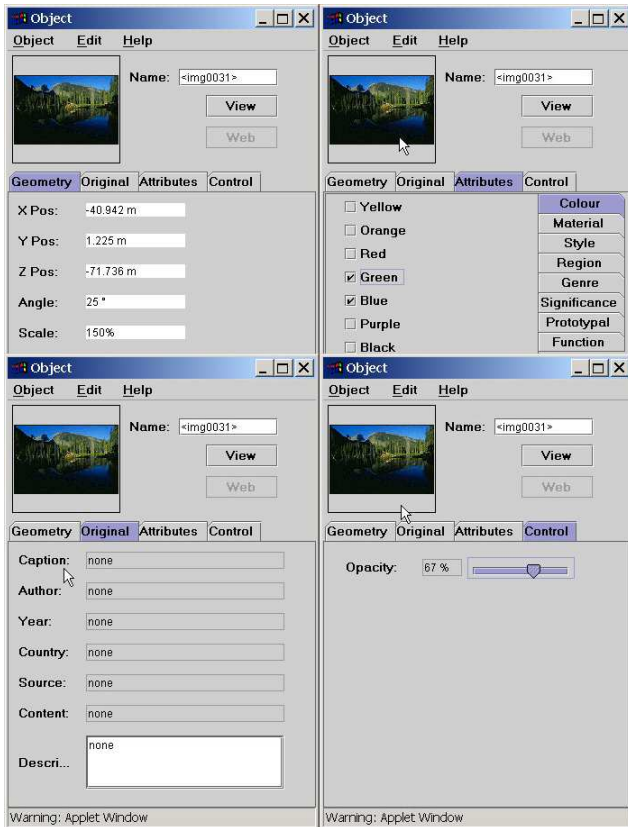 Object
Object Edit Help
Name: <img0031>
View
Web
Geometry Original Attributes Control
X Pos: -40.942 m
Y Pos: 1.225 m
Z Pos: -71.736 m
Angle: 25 °
Scale: 150%
Object
Object Edit Help
Name: <img0031>
View
Web
Geometry Original Attributes Control
Yellow
Orange
Red
Green
Blue
Purple
Black
Colour
Material
Style
Region
Genre
Significance
Prototypal
Function
Object
Object Edit Help
Name: <img0031>
View
Web
Geometry Original Attributes Control
Caption: none
Author: none
Year: none
Country: none
Source: none
Content: none
Descri... none
Warning: Applet Window
Object
Object Edit Help
Name: <img0031>
View
Web
Geometry Original Attributes Control
Opacity: 67 %
Warning: Applet Window